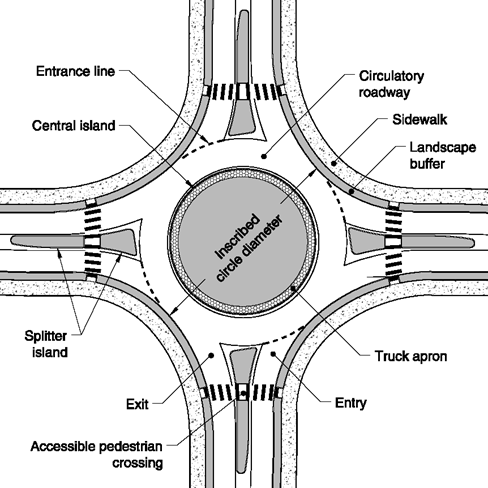 Entrance line
Circulatory
roadway
Central island
Sidewalk
Landscape
buffer
Inscribed
circle diameter
Splitter
island
Truck apron
Exit
Entry
Accessible pedestrian
crossing